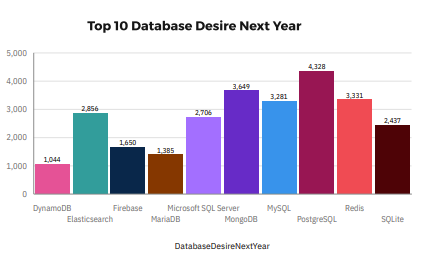 Top 10 Database Desire Next Year
5,000
4,000
3,000
2,000
1,000
0
1,044
2,856
1,650
1,385
2,706
3,649
3,281
4,328
3,331
2,437
DynamoDB
Elasticsearch
Firebase
MariaDB
Microsoft SQL Server
MongoDB
MySQL
PostgreSQL
Redis
SQLite
DatabaseDesireNextYear